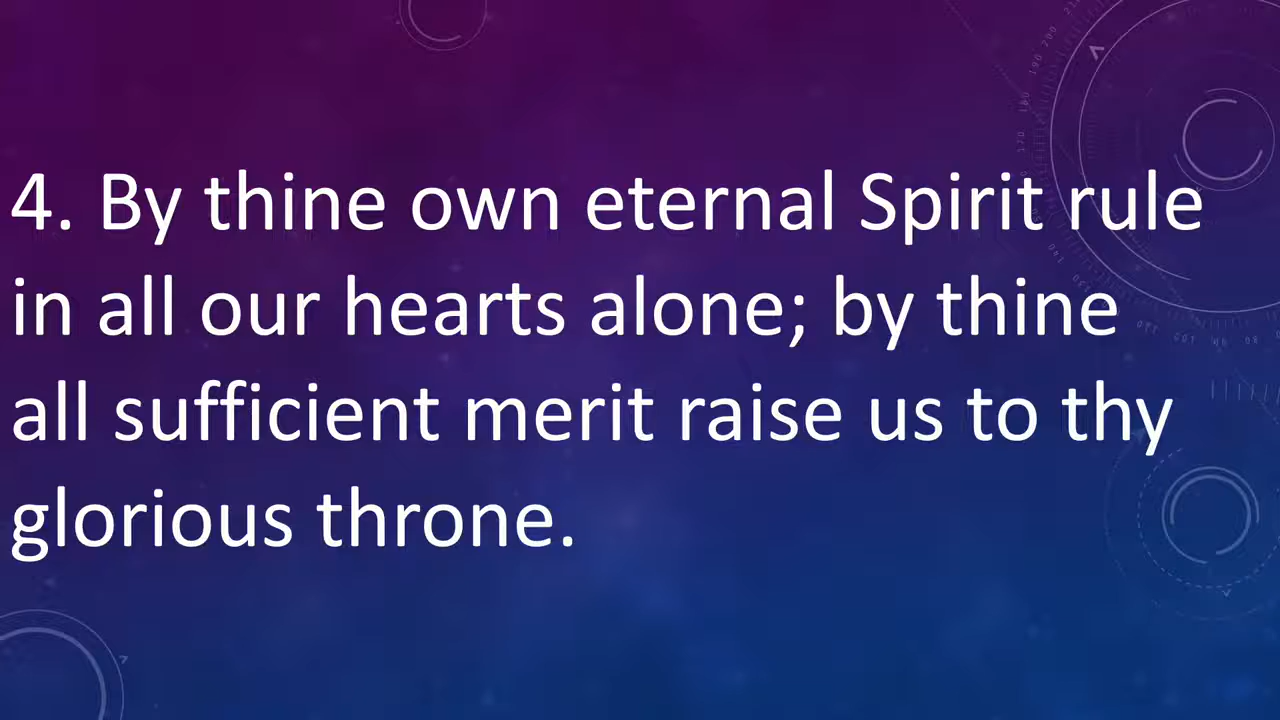 4. By thine own eternal Spirit rule
in all our hearts alone; by thine
all sufficient merit raise us to thy
glorious throne.